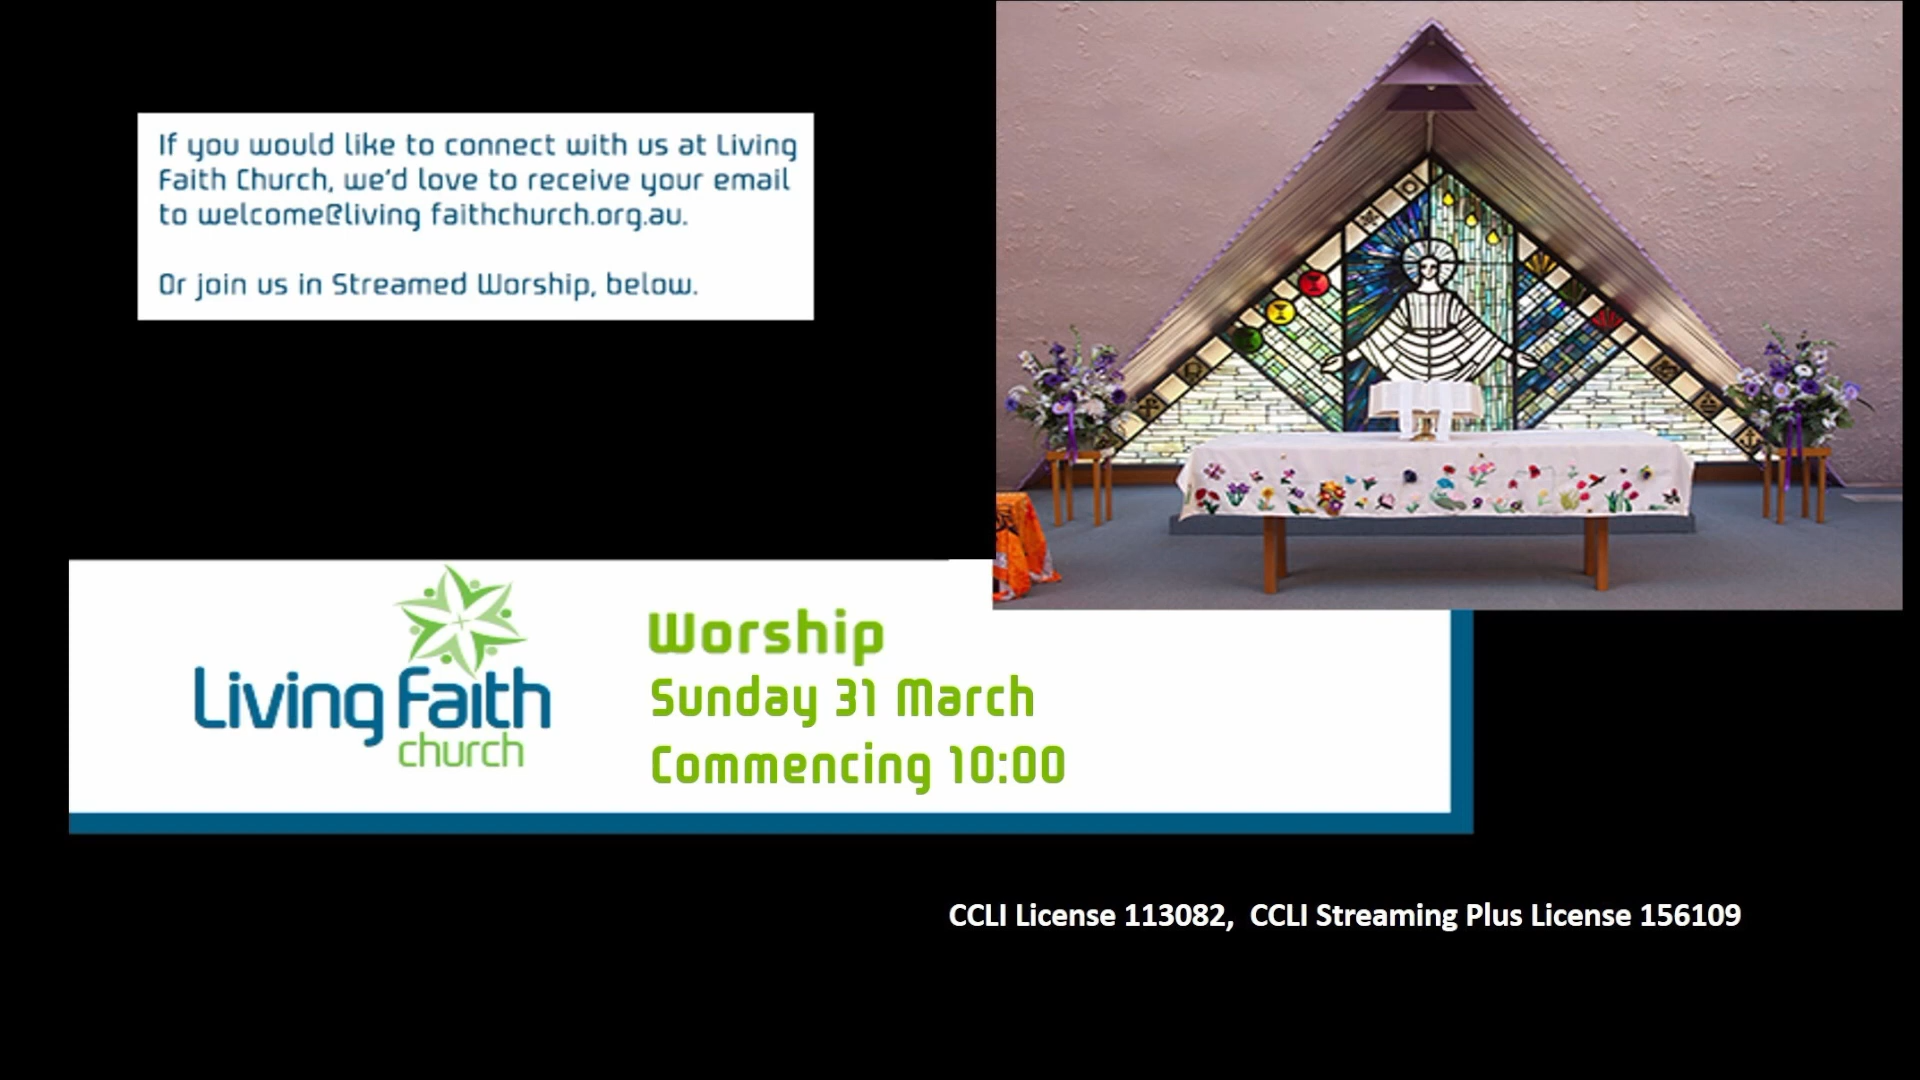 If you would like to connect with us at Living
Faith Church, we'd love to receive your email
to welcome@living faithchurch.org.au.
Or join us in Streamed Worship, below.
Living Faith
church
Worship
Sunday 31 March
Commencing 10:00
CCLI License 113082, CCLI Streaming Plus License 156109